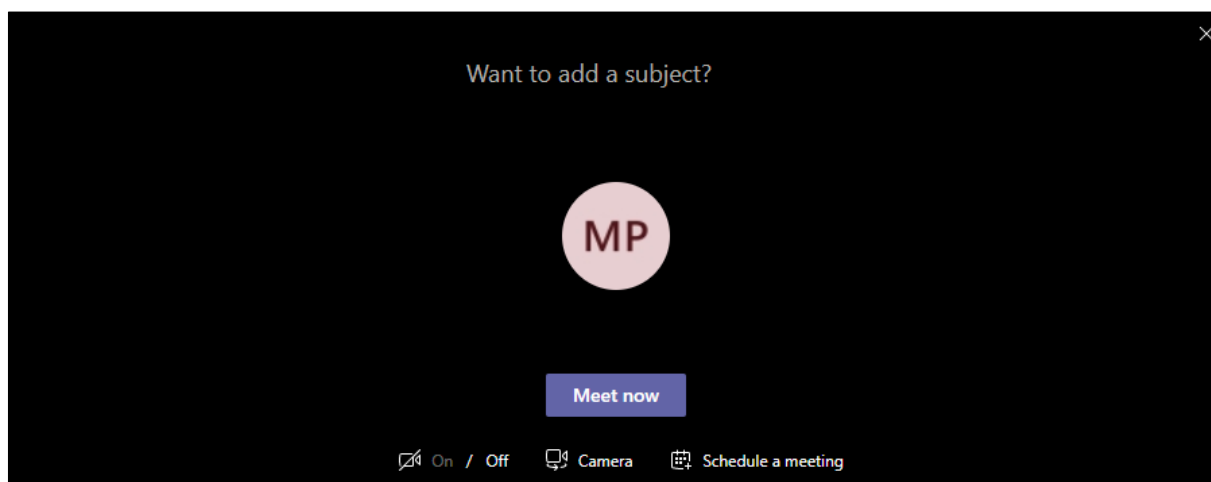 Want to add a subject?
MP
Meet now
On / Off Camera Schedule a meeting